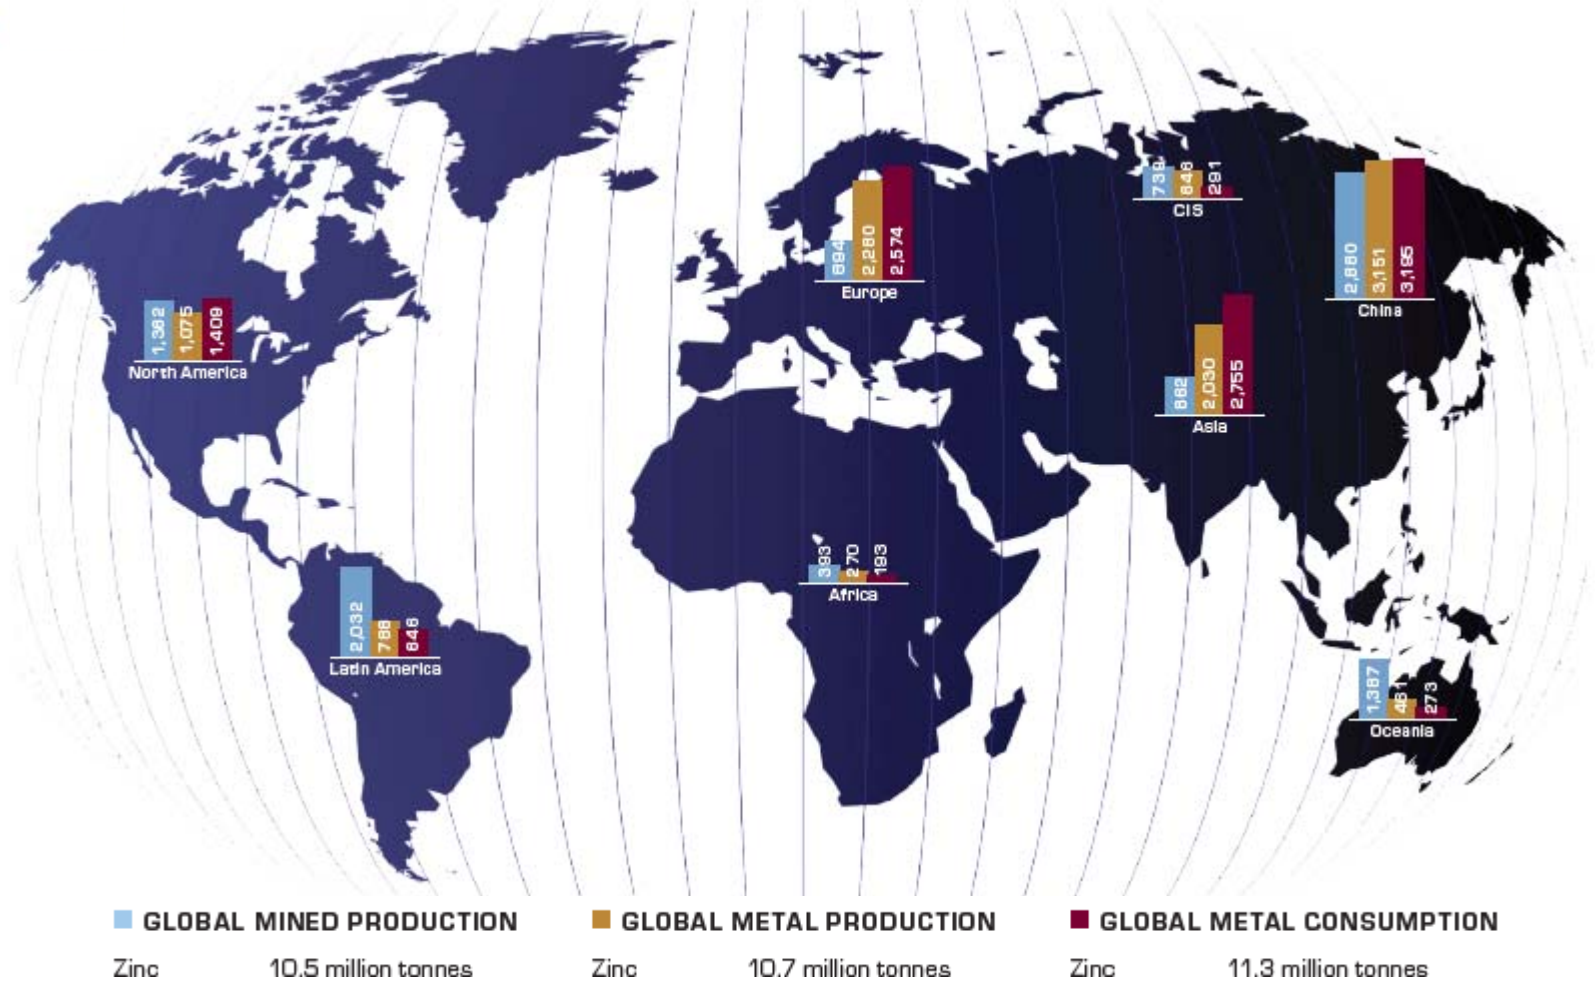 739
648
291
CIS
894
2,280
2,574
Europe
2,880
3,151
3,195
China
1,382
1,075
1,409
North America
882
2,030
2,755
Asia
393
270
193
Africa
2,032
788
646
Latin America
1,387
461
273
Oceania
GLOBAL MINED PRODUCTION
GLOBAL METAL PRODUCTION
GLOBAL METAL CONSUMPTION
Zinc 10.5 million tonnes
Zinc 10.7 million tonnes
Zinc 11.3 million tonnes